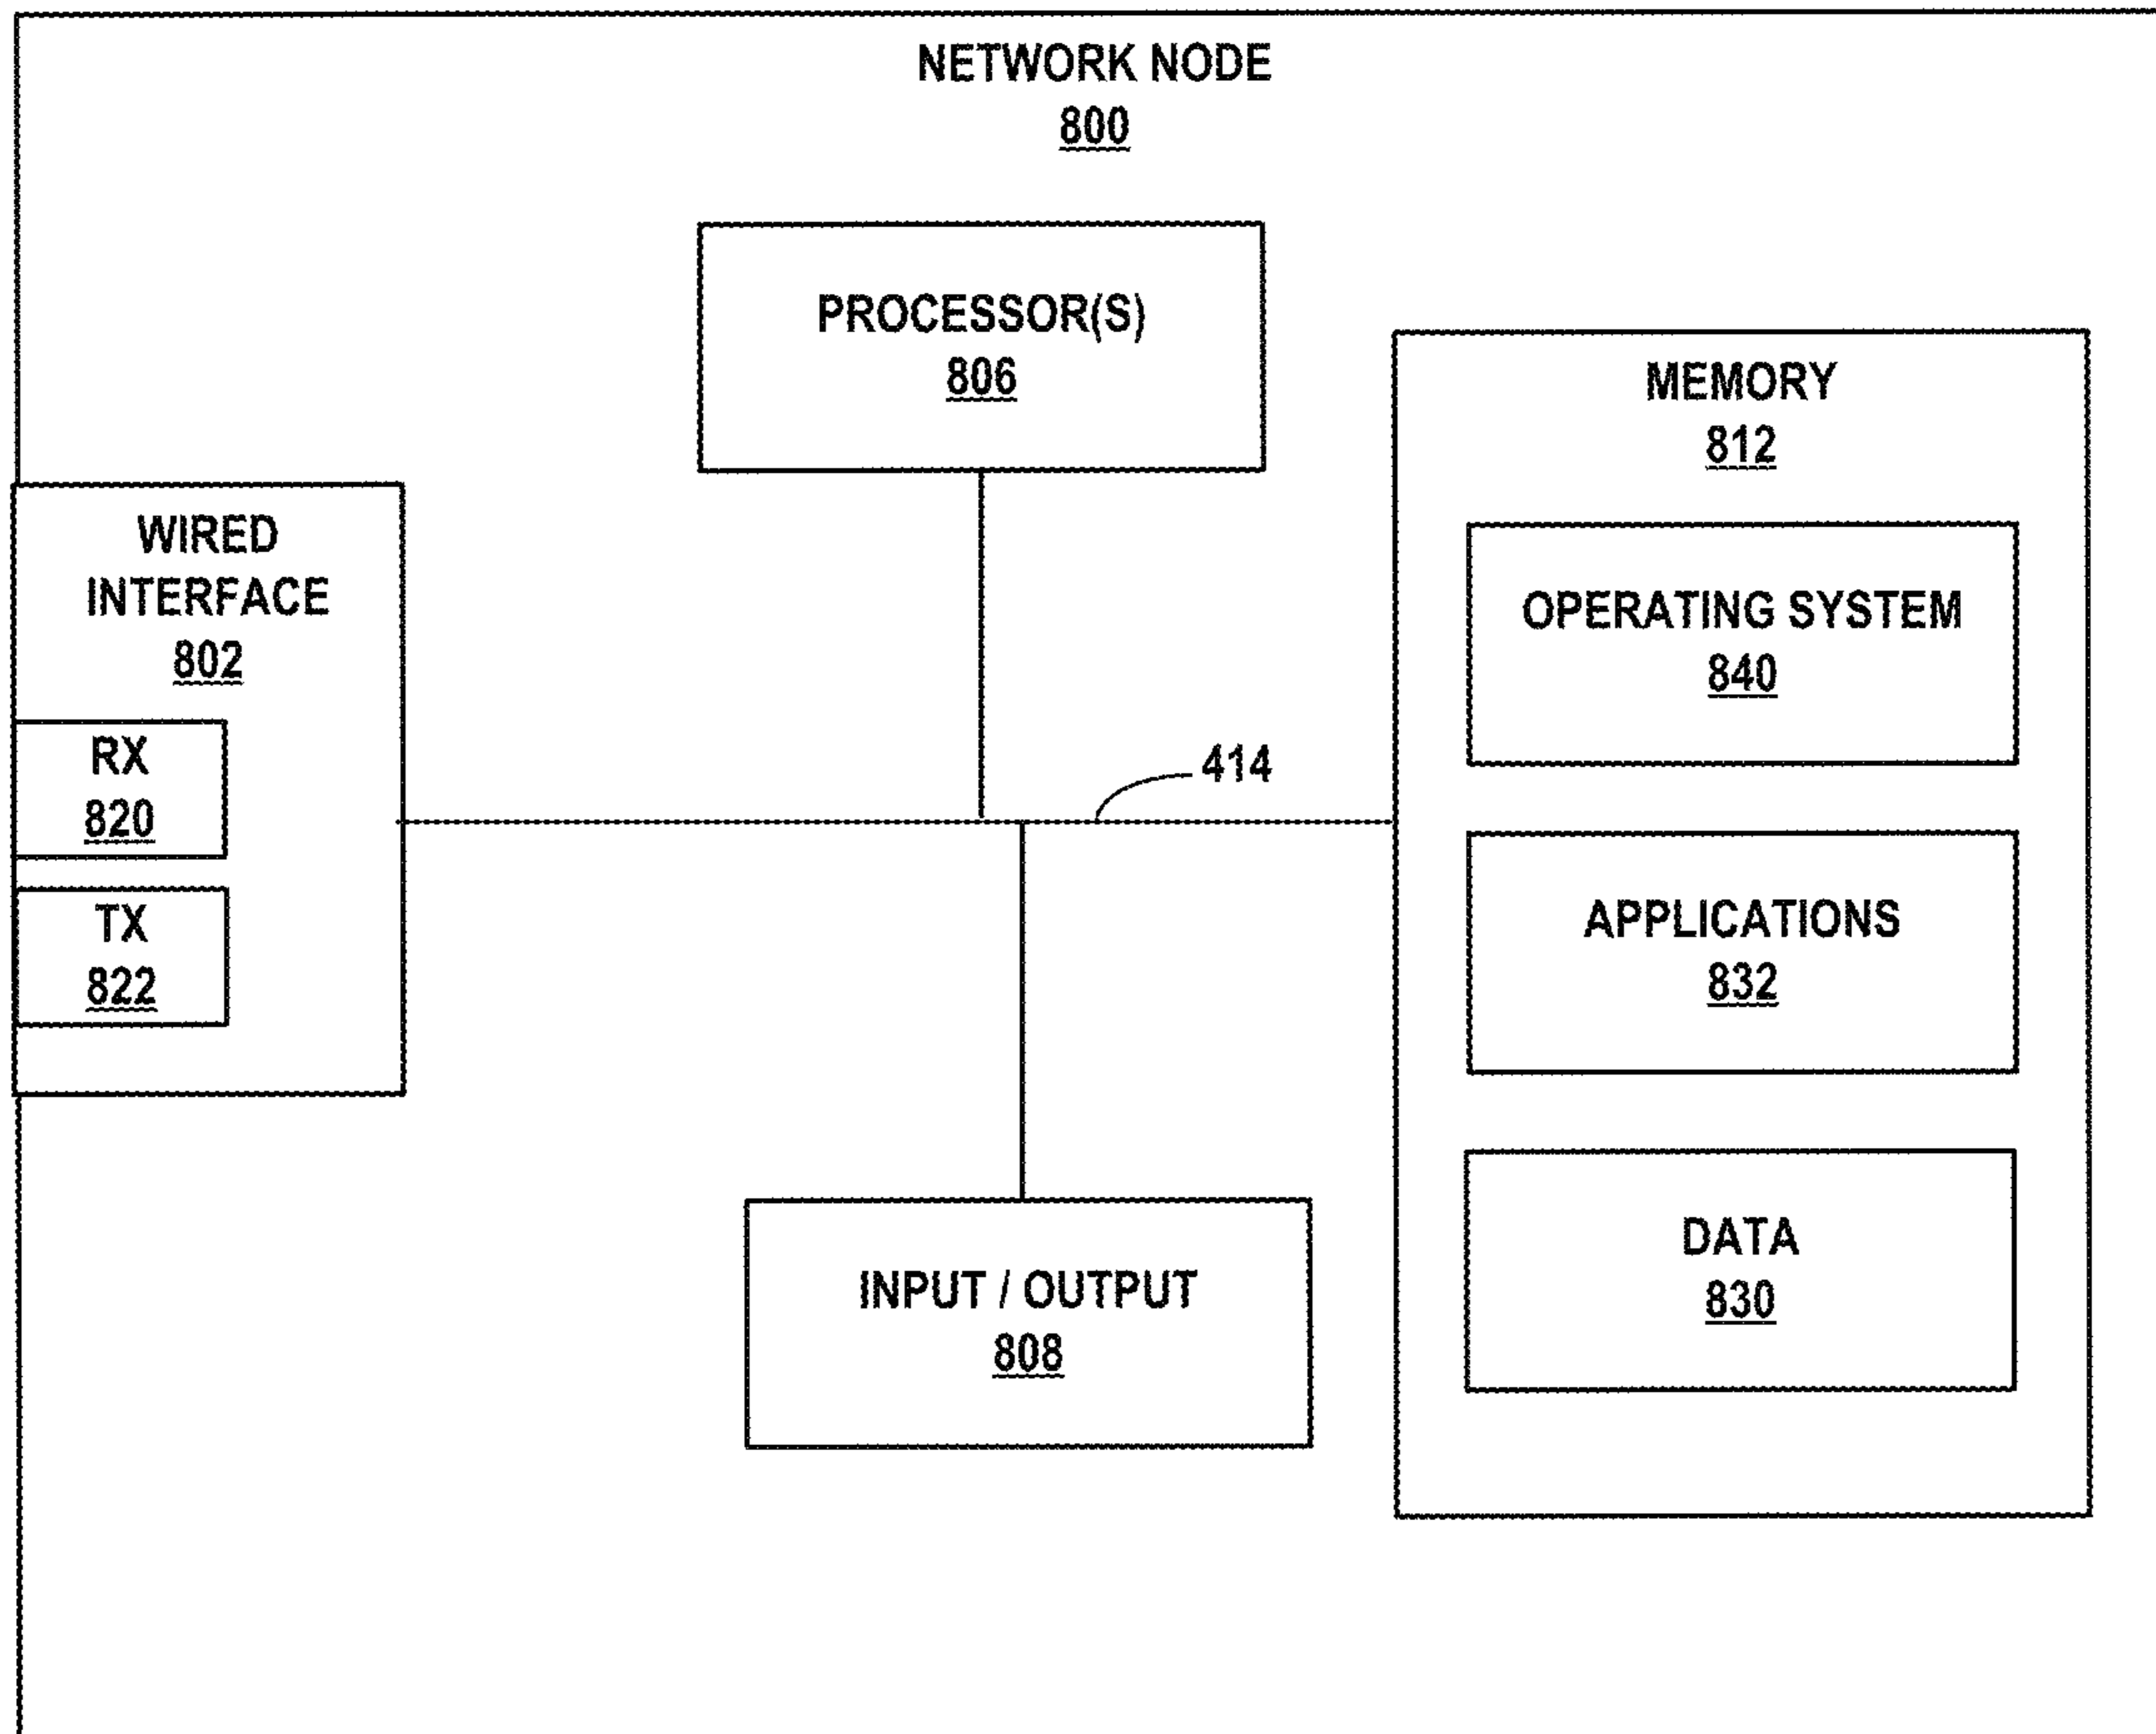 NETWORK NODE
800
PROCESSOR(S)
806
MEMORY
812
WIRED
INTERFACE
802
OPERATING SYSTEM
840
RX
820
414
TX
822
APPLICATIONS
832
INPUT / OUTPUT
808
DATA
830